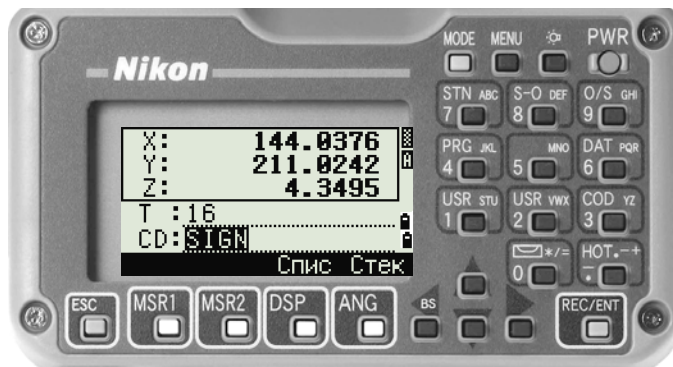 MODE MENU PWR
Nikon
STN ABC S-O DEF O/S GHI
7 8 9
X: 144.0376
Y: 211.0242
Z: 4.3495
PRG JKL MNO DAT PQR
4 5 6
T :16
CD:SIGN
USR STU USR VWX COD YZ
1 2 3
Спис Стек
*/= HOT.-+
0 .
ESC MSR1 MSR2 DSP ANG BS REC/ENT